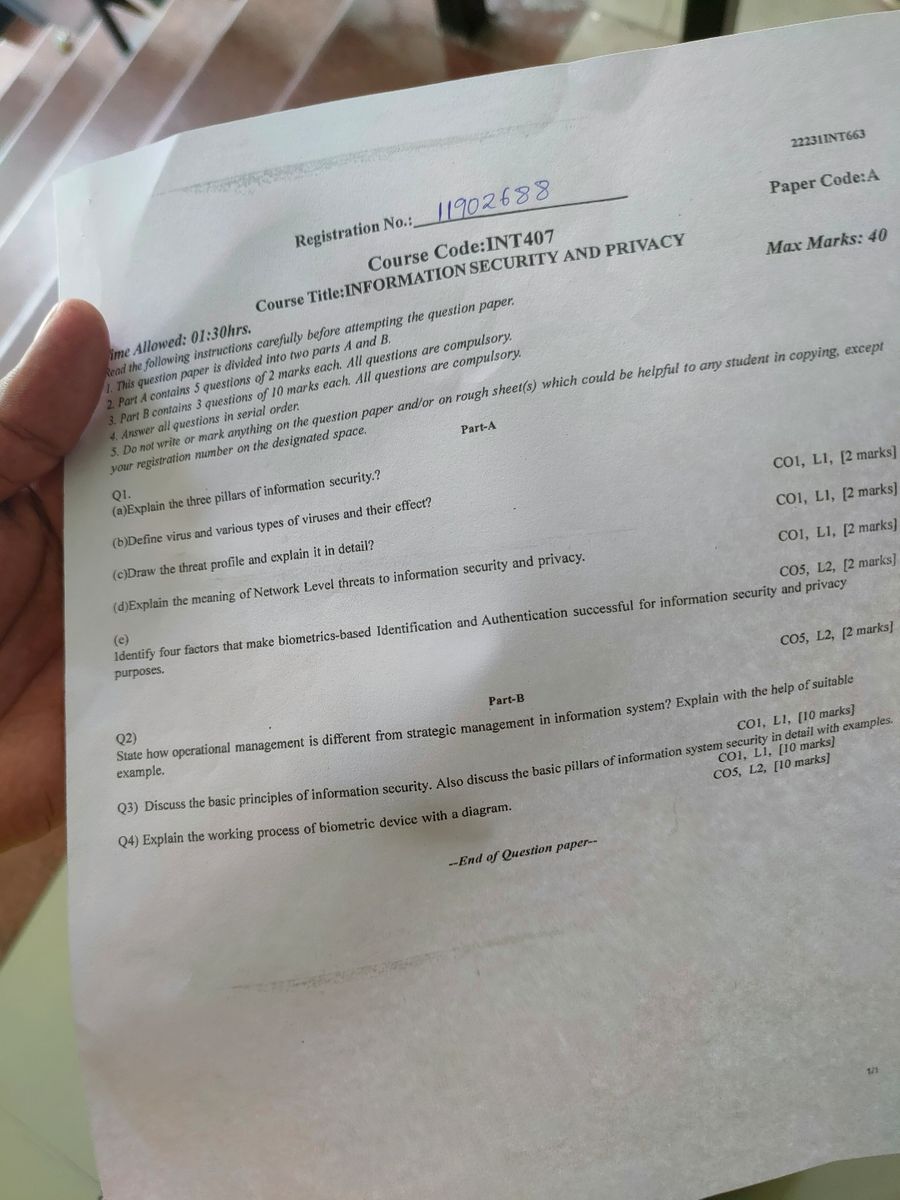 22231INT663
Registration No.: 11902688
Paper Code:A
Course Code:INT407
Course Title:INFORMATION SECURITY AND PRIVACY
ime Allowed: 01:30hrs.
Max Marks: 40
Read the following instructions carefully before attempting the question paper.
1. This question paper is divided into two parts A and B.
2. Part A contains 5 questions of 2 marks each. All questions are compulsory.
3. Part B contains 3 questions of 10 marks each. All questions are compulsory.
4. Answer all questions in serial order.
5. Do not write or mark anything on the question paper and/or on rough sheet(s) which could be helpful to any student in copying, except
your registration number on the designated space.
Part-A
Q1.
(a)Explain the three pillars of information security.?
CO1, L1, [2 marks]
(b)Define virus and various types of viruses and their effect?
CO1, L1, [2 marks]
(c)Draw the threat profile and explain it in detail?
CO1, L1, [2 marks]
(d)Explain the meaning of Network Level threats to information security and privacy.
CO5, L2, [2 marks]
(e)
Identify four factors that make biometrics-based Identification and Authentication successful for information security and privacy
purposes.
CO5, L2, [2 marks]
Part-B
Q2)
State how operational management is different from strategic management in information system? Explain with the help of suitable
example.
CO1, L1, [10 marks]
Q3) Discuss the basic principles of information security. Also discuss the basic pillars of information system security in detail with examples.
CO1, L1, [10 marks]
Q4) Explain the working process of biometric device with a diagram.
CO5, L2, [10 marks]
--End of Question paper--
1/1